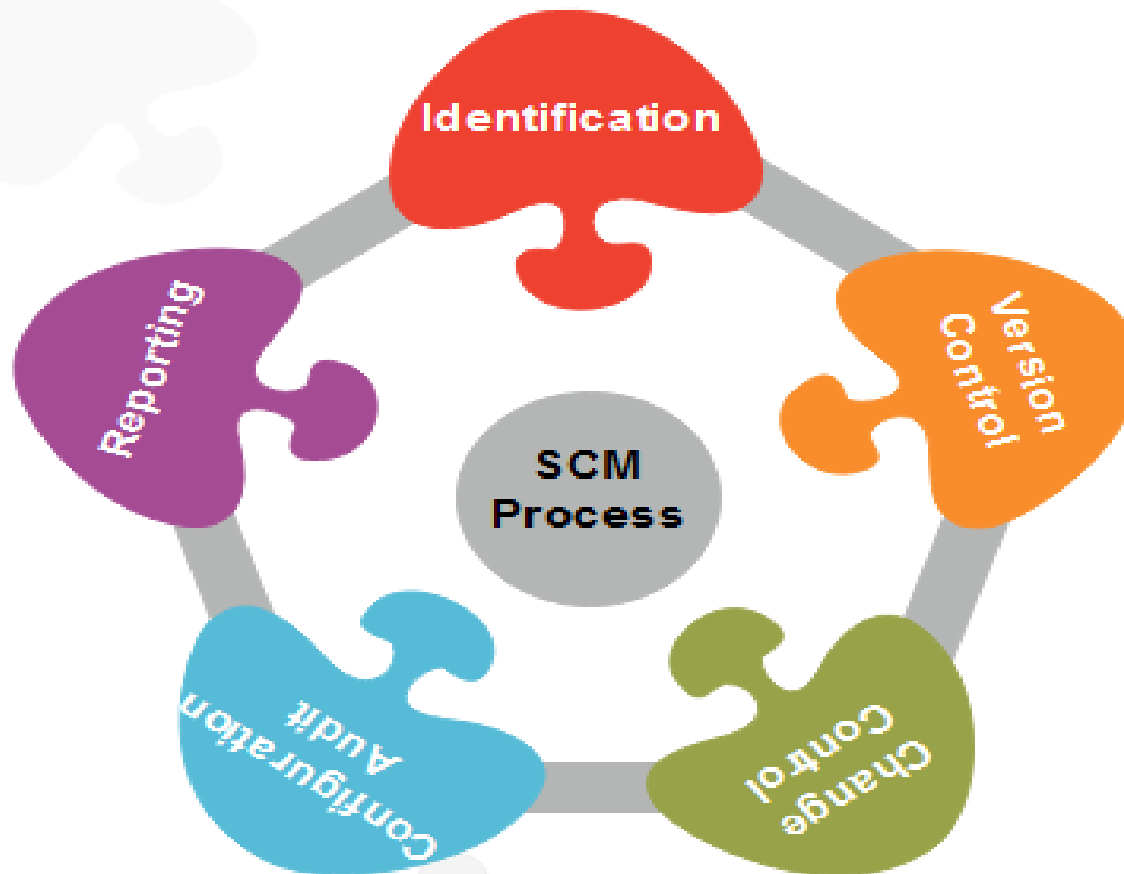 Identification
Version
Control
Change
Control
Configuration
Audit
Reporting
SCM
Process